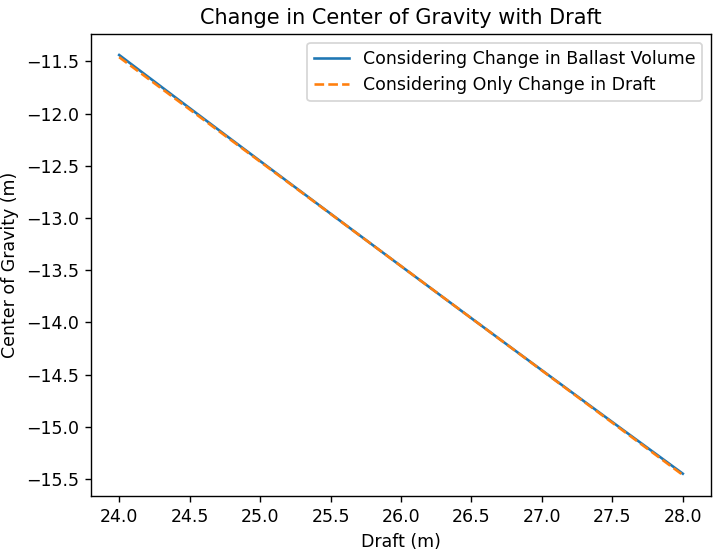 Change in Center of Gravity with Draft
Considering Change in Ballast Volume
Considering Only Change in Draft
Center of Gravity (m)
−11.5
−12.0
−12.5
−13.0
−13.5
−14.0
−14.5
−15.0
−15.5
24.0 24.5 25.0 25.5 26.0 26.5 27.0 27.5 28.0
Draft (m)